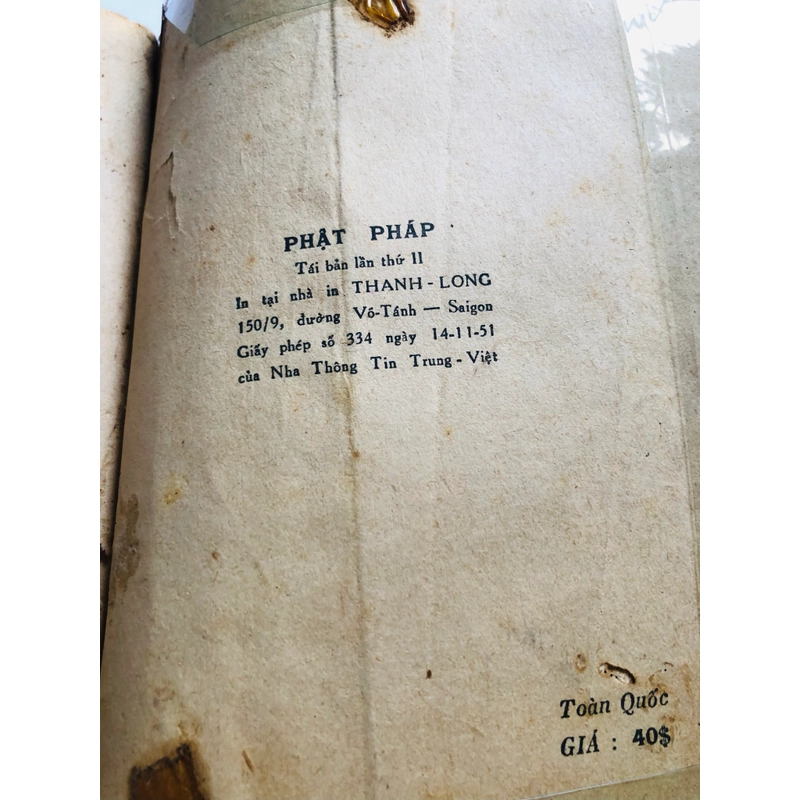 PHẬT PHÁP
Tái bản lần thứ II
In tại nhà in THANH - LONG
150/9, đường Võ-Tánh — Saigon
Giấy phép số 334 ngày 14-11-51
của Nha Thông Tin Trung - Việt
Toàn Quốc
GIÁ : 40$